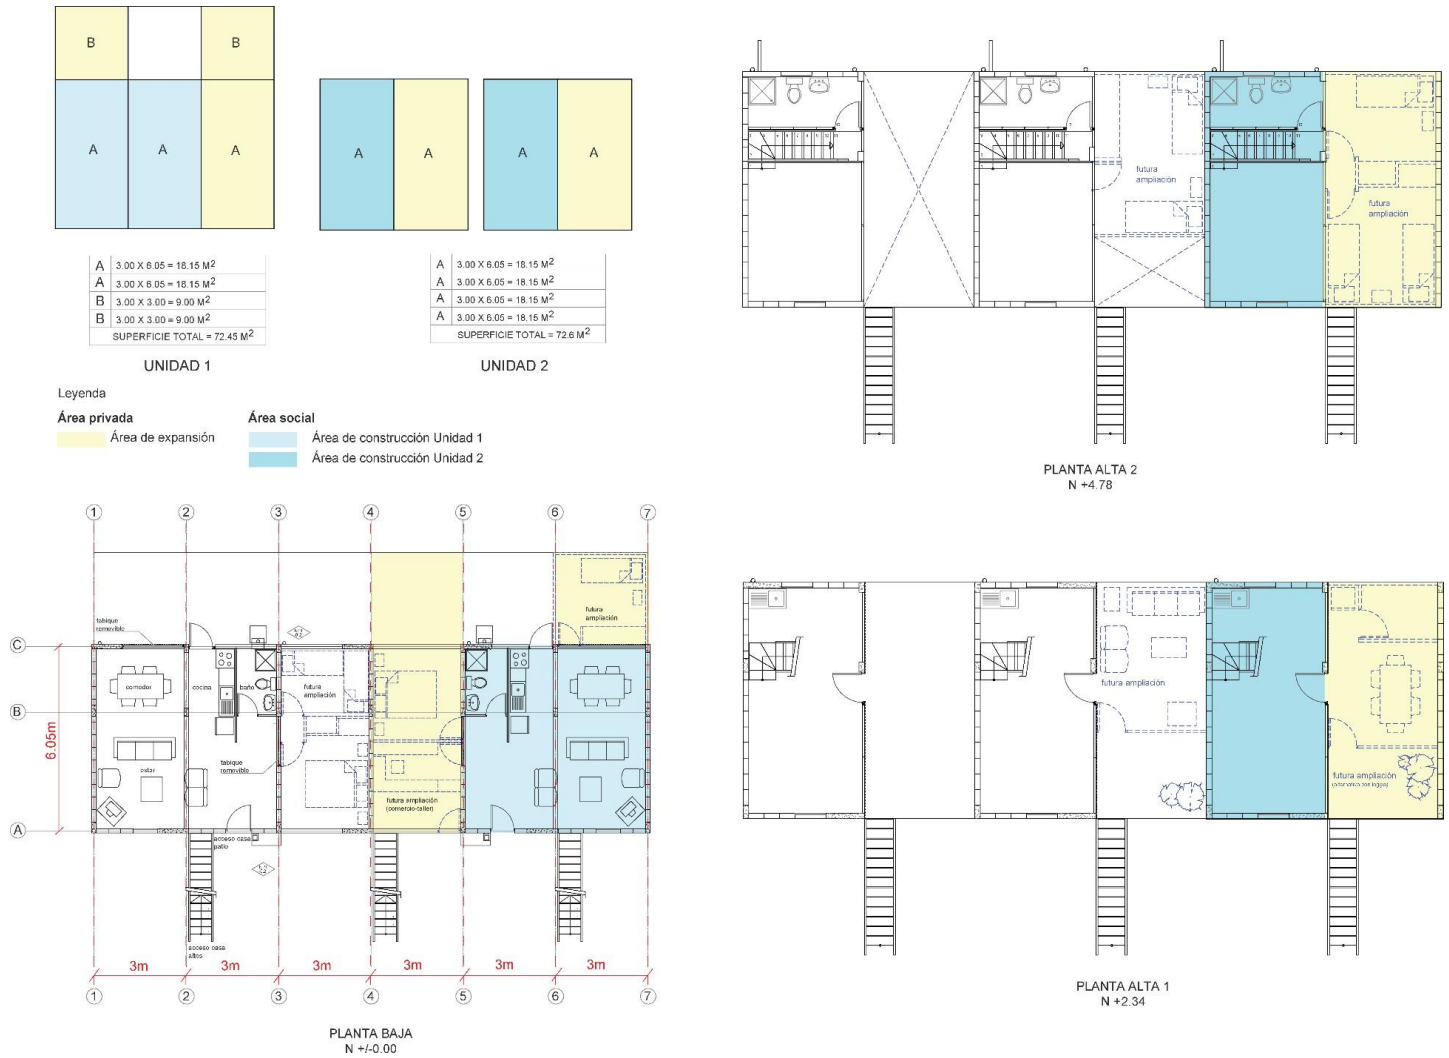 B
B
A
A
A
A
A
A
A
A 3.00 X 6.05 = 18.15 M2
A 3.00 X 6.05 = 18.15 M2
B 3.00 X 3.00 = 9.00 M2
B 3.00 X 3.00 = 9.00 M2
SUPERFICIE TOTAL = 72.45 M2
UNIDAD 1
A 3.00 X 6.05 = 18.15 M2
A 3.00 X 6.05 = 18.15 M2
A 3.00 X 6.05 = 18.15 M2
A 3.00 X 6.05 = 18.15 M2
SUPERFICIE TOTAL = 72.6 M2
UNIDAD 2
Leyenda
Área privada
Área de expansión
Área social
Área de construcción Unidad 1
Área de construcción Unidad 2
futura
ampliación
futura
ampliación
PLANTA ALTA 2
N +4.78
1 2 3 4 5 6 7
futura
ampliación
tabique
removible
C
comedor
cocina
baño
futura
ampliación
B
6.05m
tabique
removible
estar
futura ampliación
(comercio-taller)
A
acceso casa
patio
acceso casa
altos
3m 3m 3m 3m 3m 3m
1 2 3 4 5 6 7
PLANTA BAJA
N +/-0.00
futura ampliación
futura ampliación
(alternativa con loggia)
PLANTA ALTA 1
N +2.34